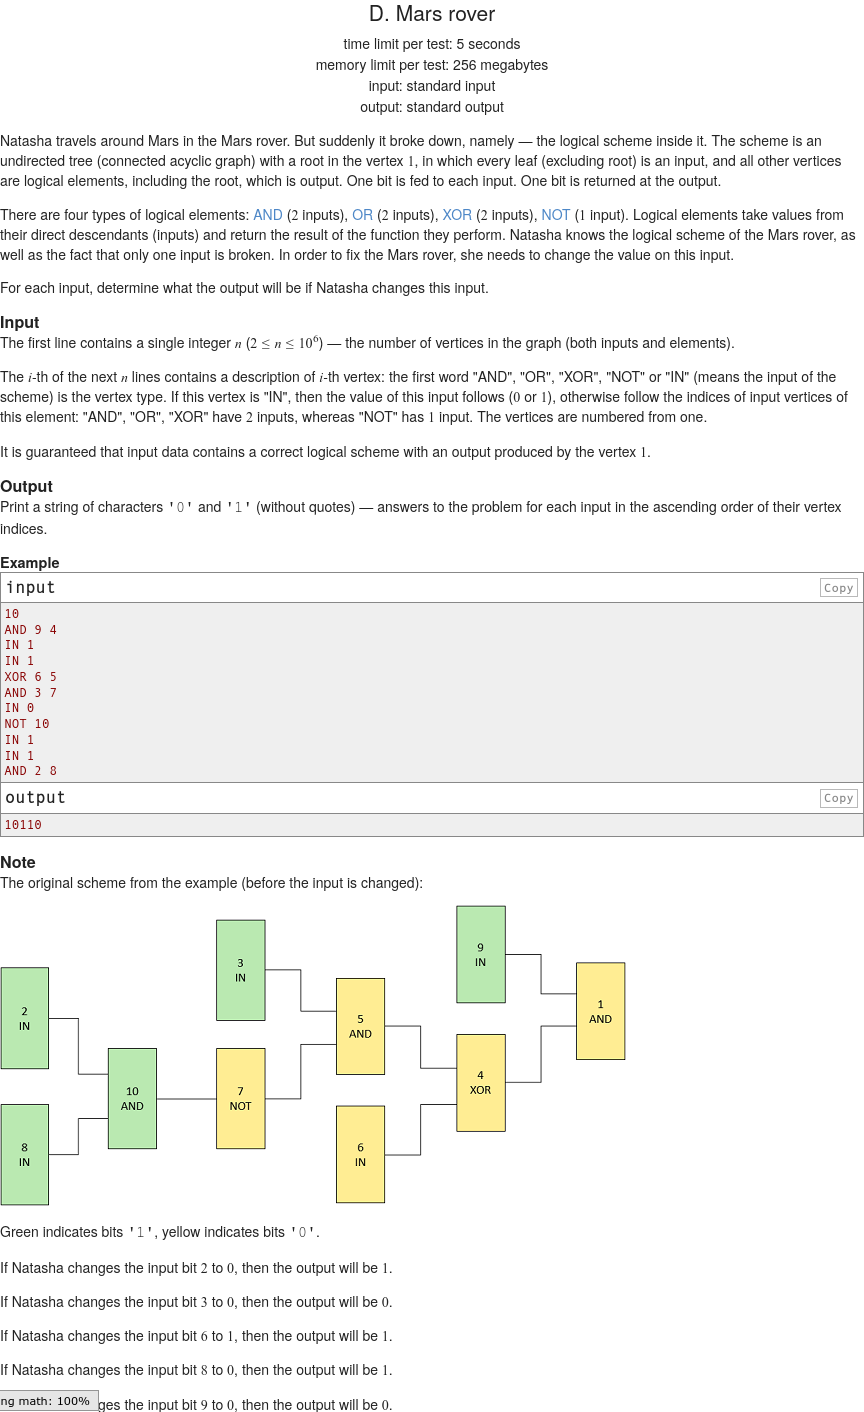 D. Mars rover
time limit per test: 5 seconds
memory limit per test: 256 megabytes
input: standard input
output: standard output
Natasha travels around Mars in the Mars rover. But suddenly it broke down, namely — the logical scheme inside it. The scheme is an
undirected tree (connected acyclic graph) with a root in the vertex 1, in which every leaf (excluding root) is an input, and all other vertices
are logical elements, including the root, which is output. One bit is fed to each input. One bit is returned at the output.
There are four types of logical elements: AND (2 inputs), OR (2 inputs), XOR (2 inputs), NOT (1 input). Logical elements take values from
their direct descendants (inputs) and return the result of the function they perform. Natasha knows the logical scheme of the Mars rover, as
well as the fact that only one input is broken. In order to fix the Mars rover, she needs to change the value on this input.
For each input, determine what the output will be if Natasha changes this input.
Input
The first line contains a single integer n (2 ≤ n ≤ 10⁶) — the number of vertices in the graph (both inputs and elements).
The i-th of the next n lines contains a description of i-th vertex: the first word "AND", "OR", "XOR", "NOT" or "IN" (means the input of the
scheme) is the vertex type. If this vertex is "IN", then the value of this input follows (0 or 1), otherwise follow the indices of input vertices of
this element: "AND", "OR", "XOR" have 2 inputs, whereas "NOT" has 1 input. The vertices are numbered from one.
It is guaranteed that input data contains a correct logical scheme with an output produced by the vertex 1.
Output
Print a string of characters '0' and '1' (without quotes) — answers to the problem for each input in the ascending order of their vertex
indices.
Example
input Copy
10
AND 9 4
IN 1
IN 1
XOR 6 5
AND 3 7
IN 0
NOT 10
IN 1
IN 1
AND 2 8
output Copy
10110
Note
The original scheme from the example (before the input is changed):
2
IN
8
IN
10
AND
3
IN
7
NOT
5
AND
6
IN
9
IN
4
XOR
1
AND
Green indicates bits '1', yellow indicates bits '0'.
If Natasha changes the input bit 2 to 0, then the output will be 1.
If Natasha changes the input bit 3 to 0, then the output will be 0.
If Natasha changes the input bit 6 to 1, then the output will be 1.
If Natasha changes the input bit 8 to 0, then the output will be 1.
ng math: 100% ges the input bit 9 to 0, then the output will be 0.